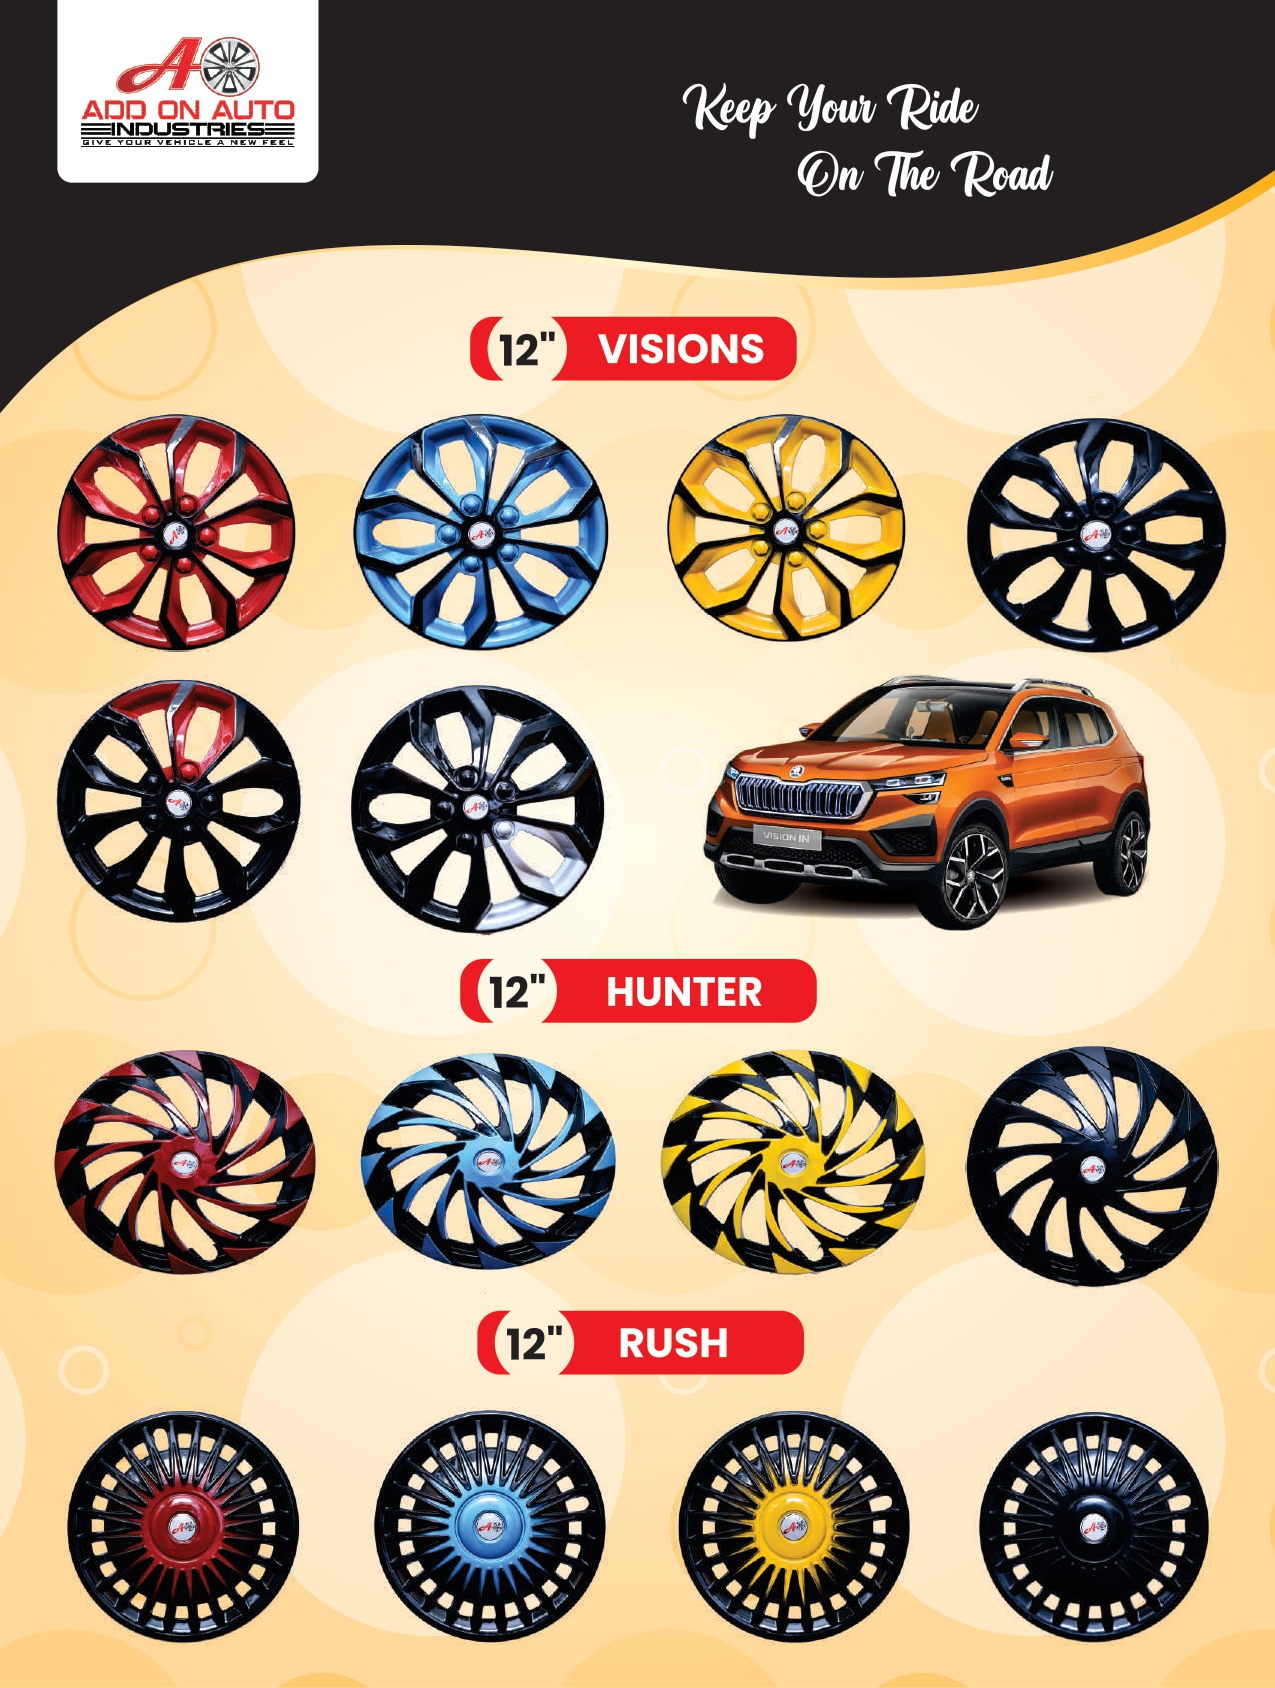 A
ADD ON AUTO
INDUSTRIES
GIVE YOUR VEHICLE A NEW FEEL
Keep Your Ride
On The Road
12" VISIONS
VISION IN
12" HUNTER
12" RUSH